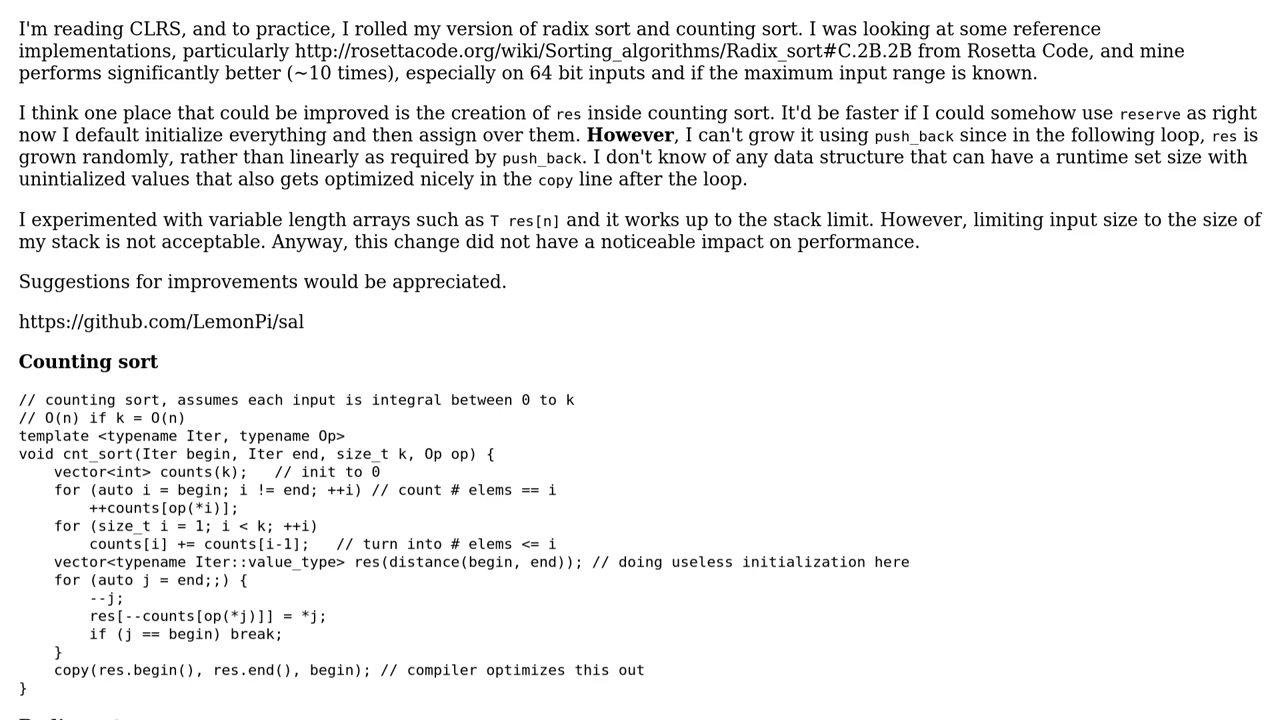 I'm reading CLRS, and to practice, I rolled my version of radix sort and counting sort. I was looking at some reference
implementations, particularly http://rosettacode.org/wiki/Sorting_algorithms/Radix_sort#C.2B.2B from Rosetta Code, and mine
performs significantly better (~10 times), especially on 64 bit inputs and if the maximum input range is known.
I think one place that could be improved is the creation of res inside counting sort. It'd be faster if I could somehow use reserve as right
now I default initialize everything and then assign over them. However, I can't grow it using push_back since in the following loop, res is
grown randomly, rather than linearly as required by push_back. I don't know of any data structure that can have a runtime set size with
unintialized values that also gets optimized nicely in the copy line after the loop.
I experimented with variable length arrays such as T res[n] and it works up to the stack limit. However, limiting input size to the size of
my stack is not acceptable. Anyway, this change did not have a noticeable impact on performance.
Suggestions for improvements would be appreciated.
https://github.com/LemonPi/sal
Counting sort
// counting sort, assumes each input is integral between 0 to k
// O(n) if k = O(n)
template <typename Iter, typename Op>
void cnt_sort(Iter begin, Iter end, size_t k, Op op) {
    vector<int> counts(k);   // init to 0
    for (auto i = begin; i != end; ++i) // count # elems == i
        ++counts[op(*i)];
    for (size_t i = 1; i < k; ++i)
        counts[i] += counts[i-1];   // turn into # elems <= i
    vector<typename Iter::value_type> res(distance(begin, end)); // doing useless initialization here
    for (auto j = end;;) {
        --j;
        res[--counts[op(*j)]] = *j;
        if (j == begin) break;
    }
    copy(res.begin(), res.end(), begin); // compiler optimizes this out
}